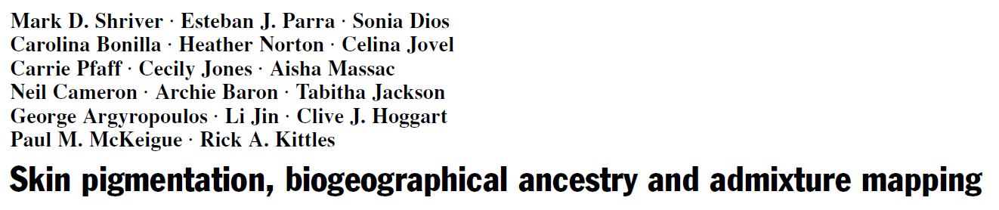 Mark D. Shriver · Esteban J. Parra · Sonia Dios
Carolina Bonilla · Heather Norton · Celina Jovel
Carrie Pfaff · Cecily Jones · Aisha Massac
Neil Cameron · Archie Baron · Tabitha Jackson
George Argyropoulos · Li Jin · Clive J. Hoggart
Paul M. McKeigue · Rick A. Kittles
Skin pigmentation, biogeographical ancestry and admixture mapping